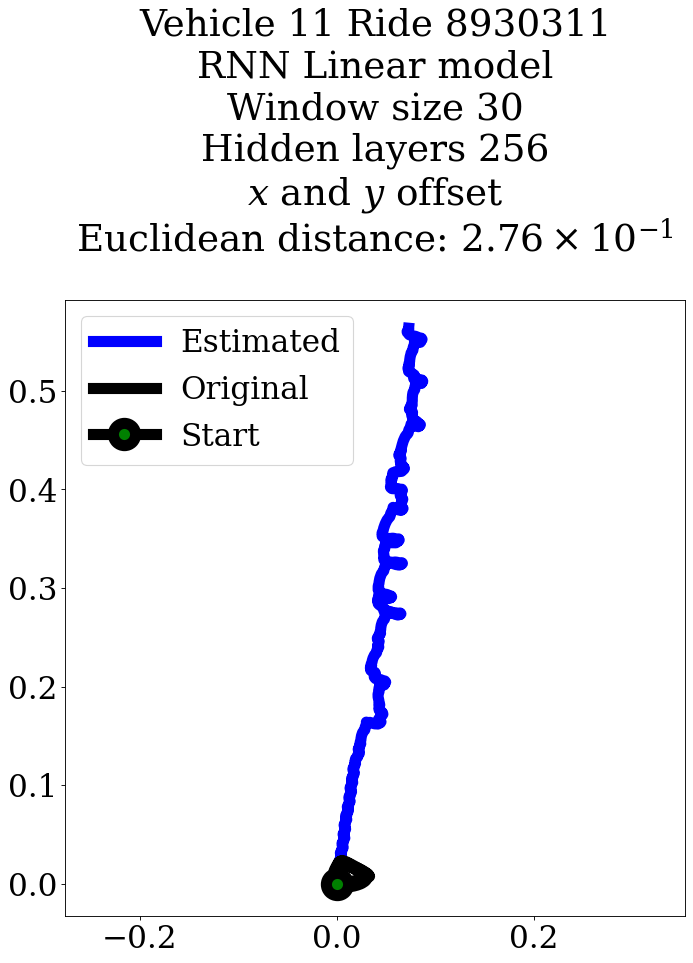 Vehicle 11 Ride 8930311
RNN Linear model
Window size 30
Hidden layers 256
x and y offset
Euclidean distance: 2.76 × 10⁻¹
Estimated
Original
Start
0.5
0.4
0.3
0.2
0.1
0.0
−0.2 0.0 0.2